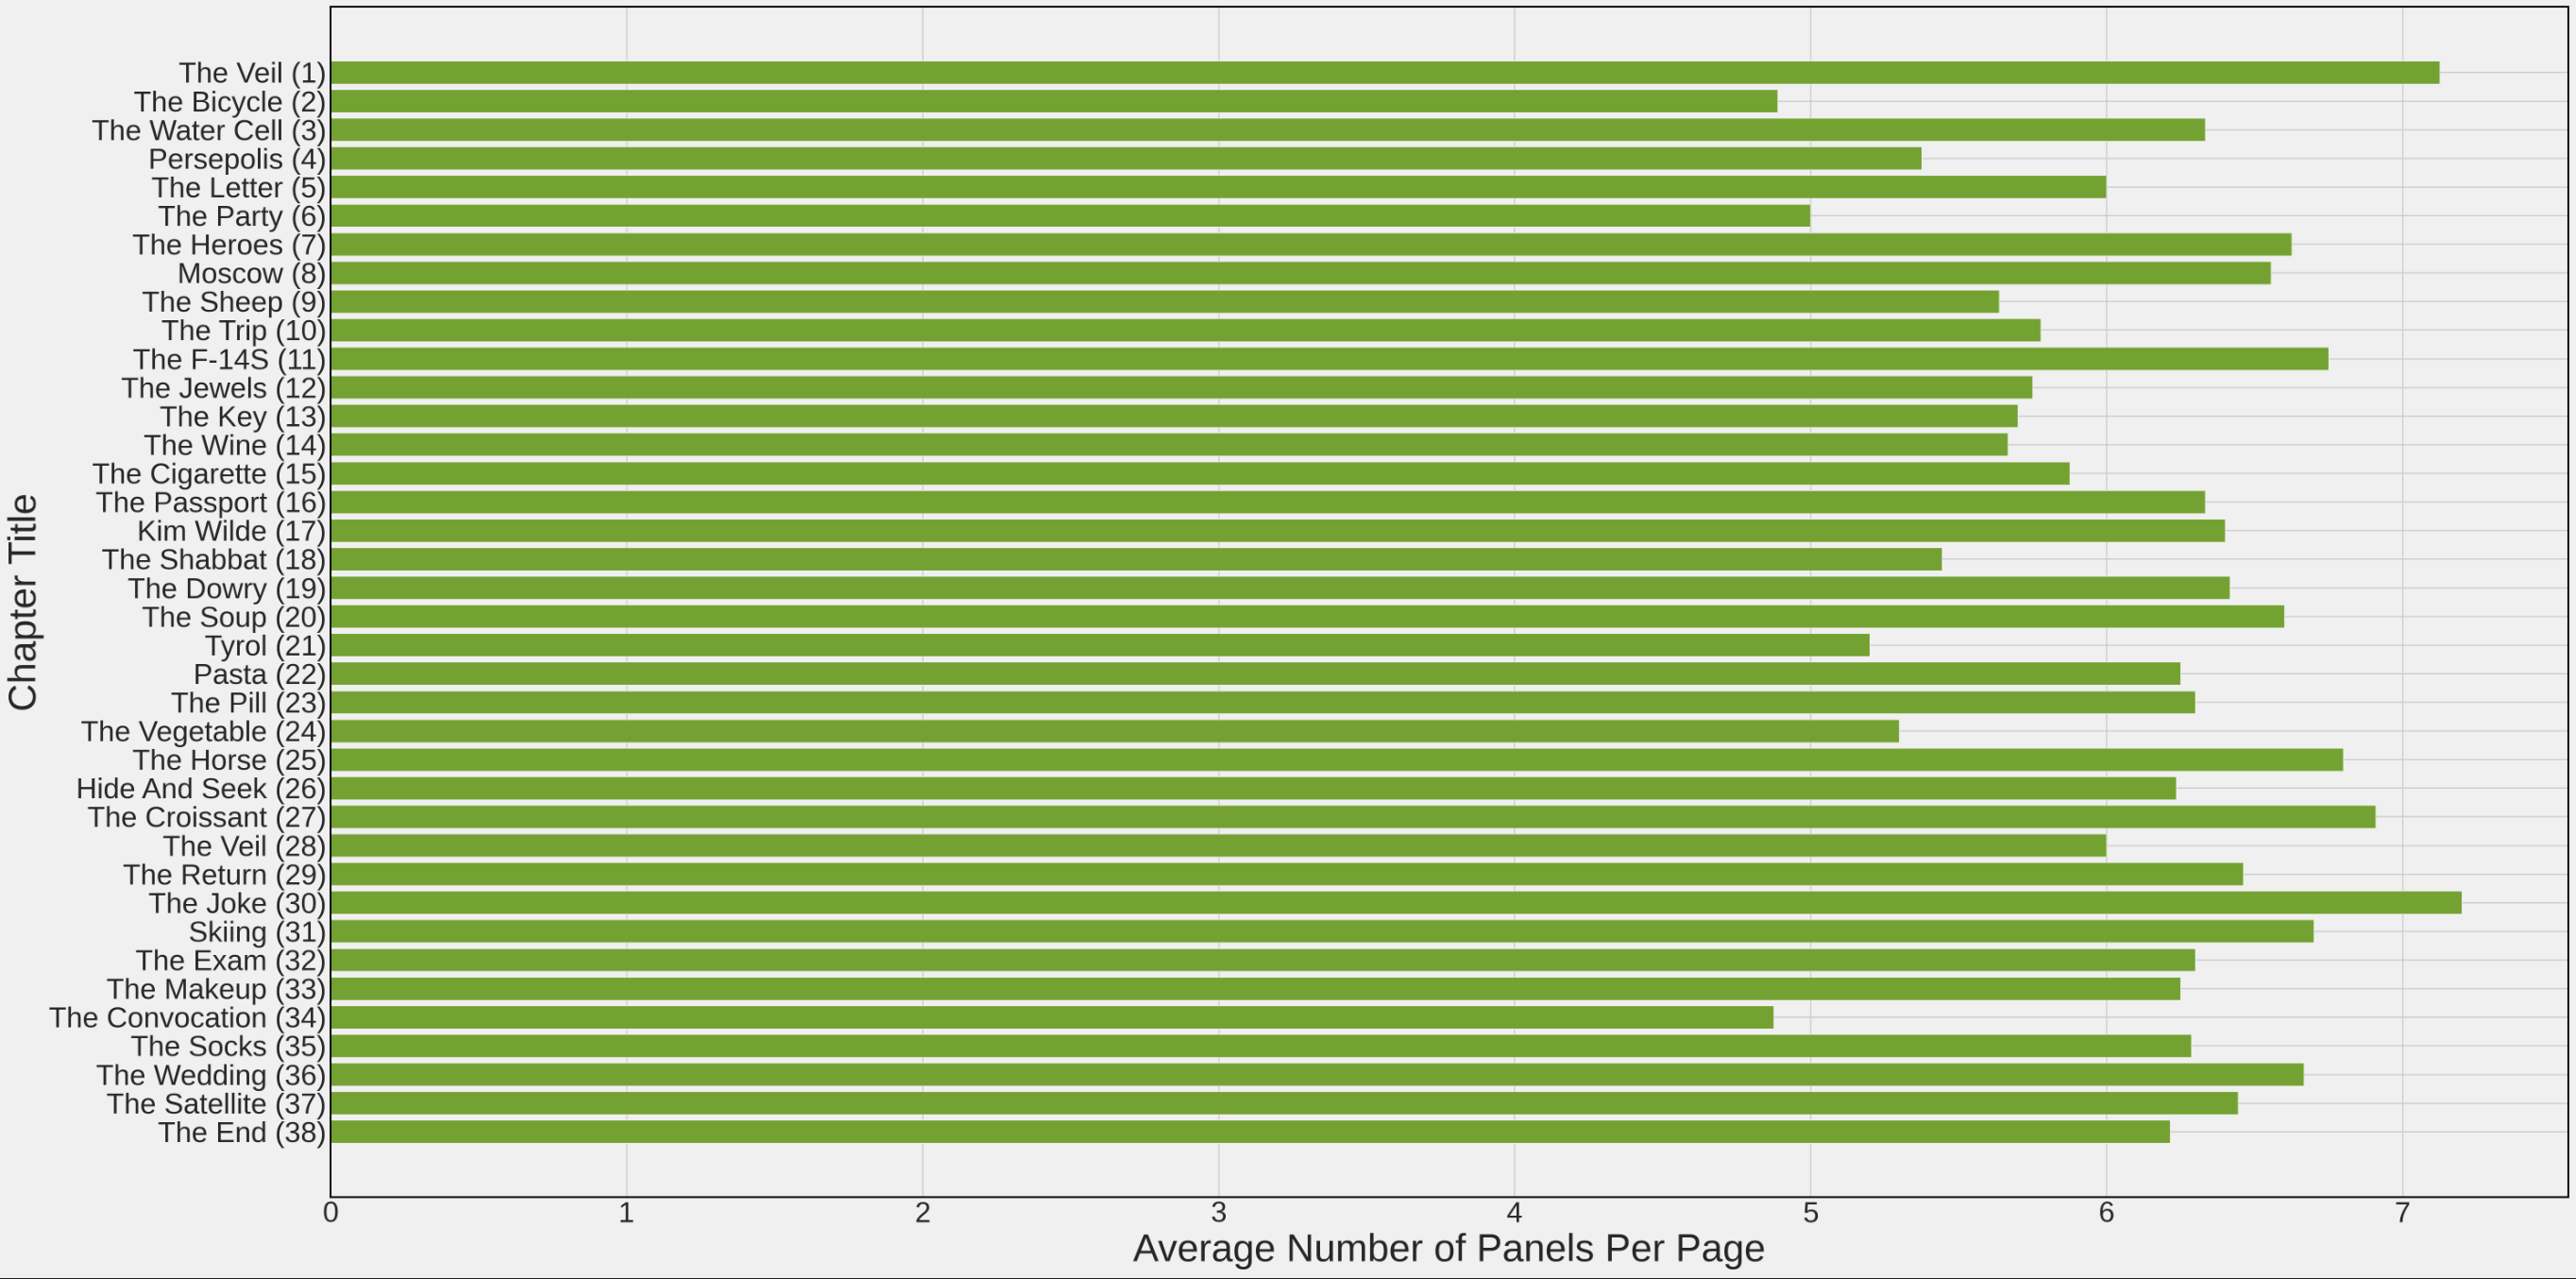 The Veil (1)
The Bicycle (2)
The Water Cell (3)
Persepolis (4)
The Letter (5)
The Party (6)
The Heroes (7)
Moscow (8)
The Sheep (9)
The Trip (10)
The F-14S (11)
The Jewels (12)
The Key (13)
The Wine (14)
The Cigarette (15)
The Passport (16)
Kim Wilde (17)
The Shabbat (18)
The Dowry (19)
The Soup (20)
Tyrol (21)
Pasta (22)
The Pill (23)
The Vegetable (24)
The Horse (25)
Hide And Seek (26)
The Croissant (27)
The Veil (28)
The Return (29)
The Joke (30)
Skiing (31)
The Exam (32)
The Makeup (33)
The Convocation (34)
The Socks (35)
The Wedding (36)
The Satellite (37)
The End (38)
Chapter Title
0 1 2 3 4 5 6 7
Average Number of Panels Per Page